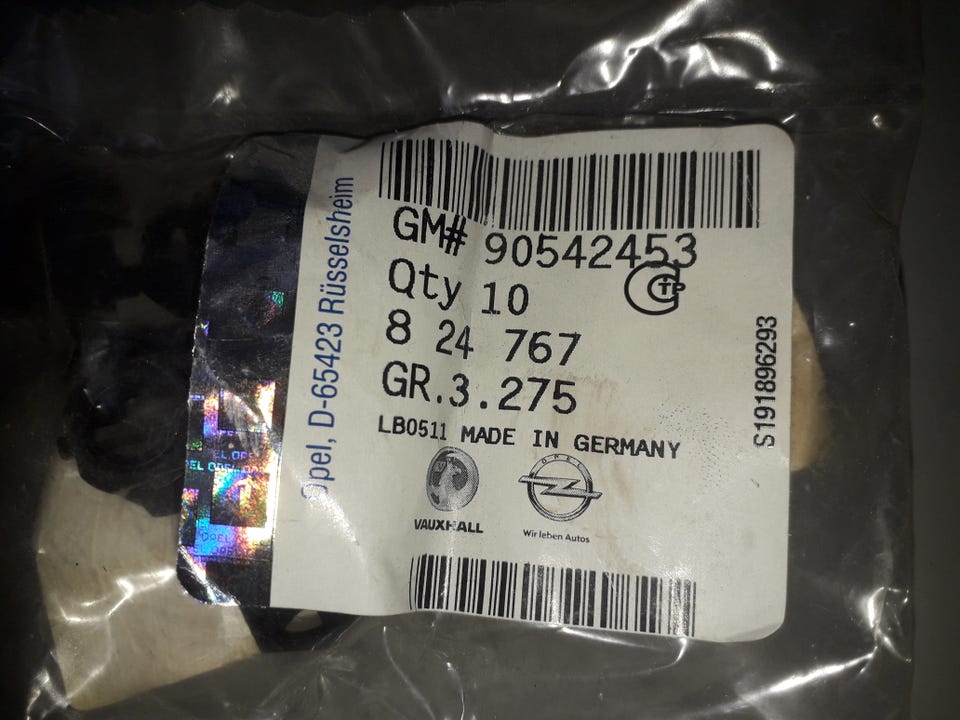 GM# 90542453
Qty 10
8 24 767
GR.3.275
LB0511 MADE IN GERMANY
VAUXHALL
OPEL
Wir leben Autos
Opel, D-65423 Rüsselsheim
S191896293